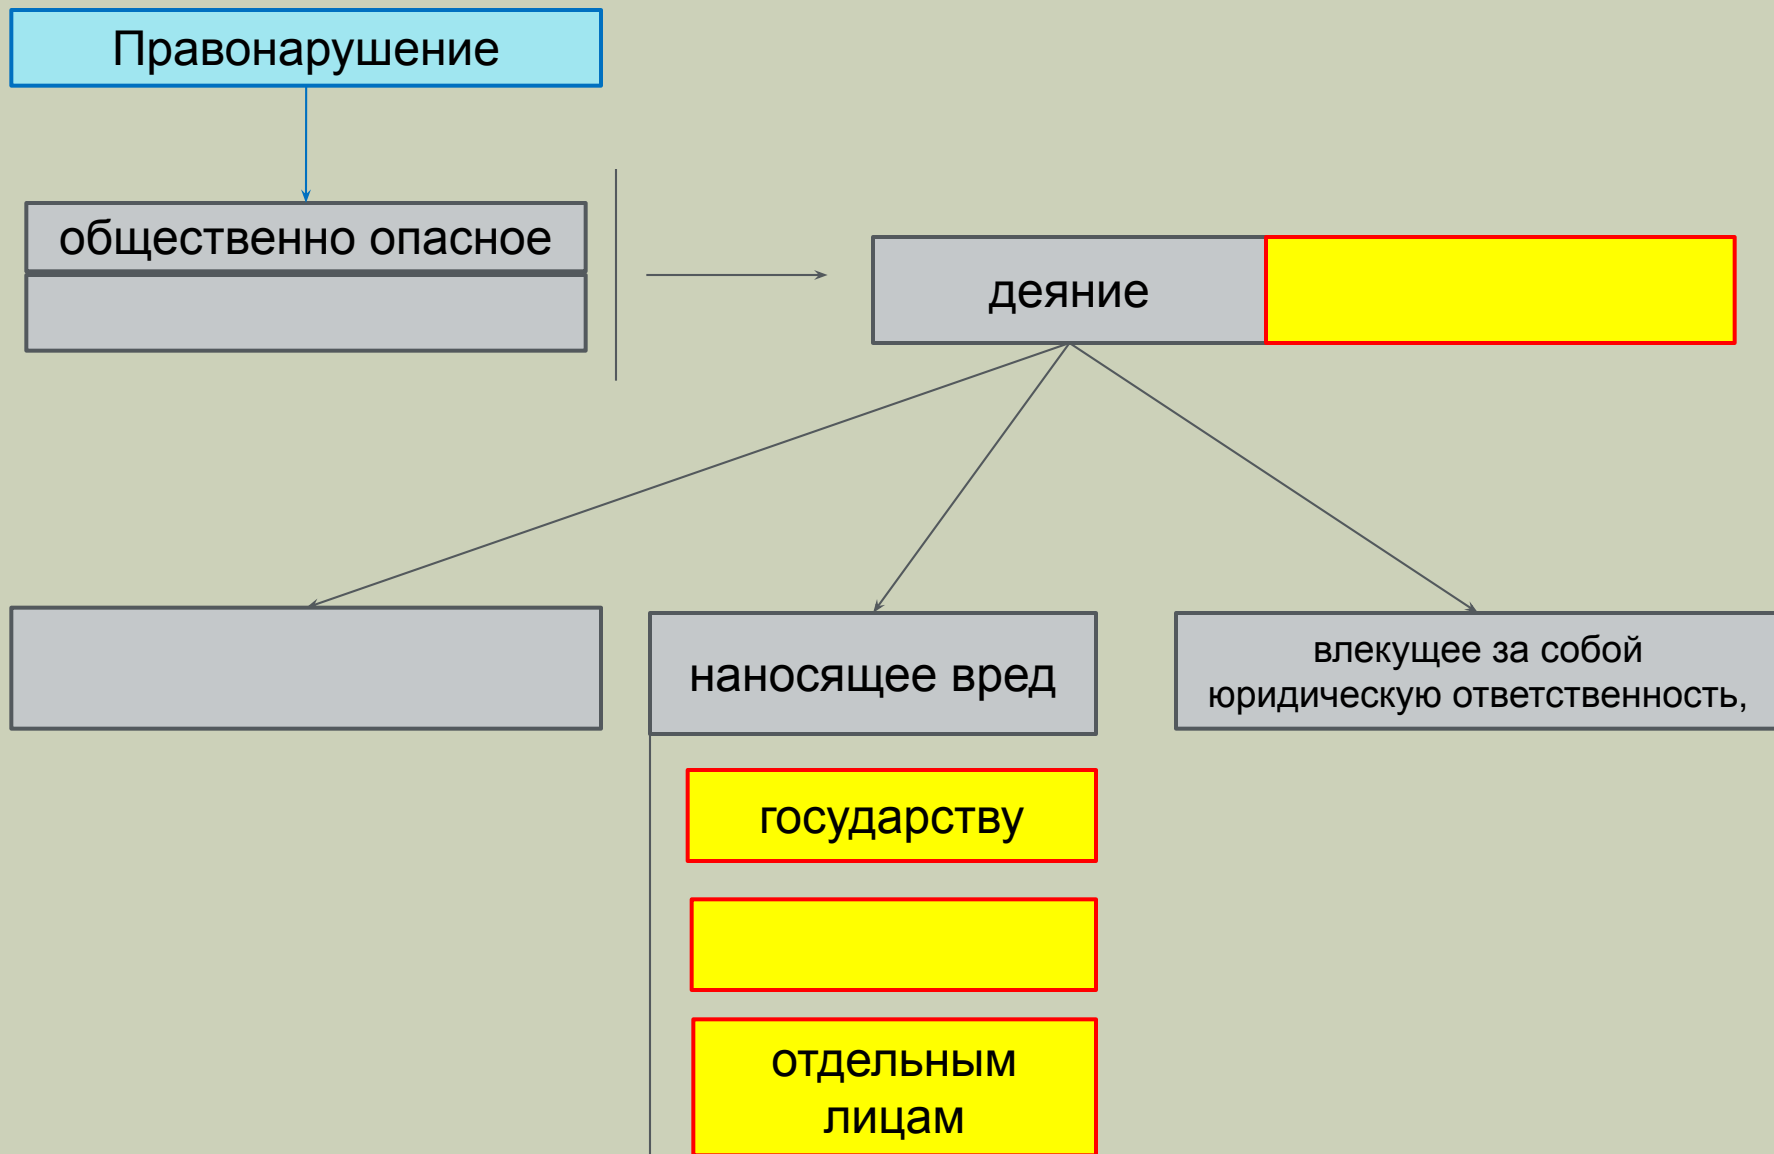 Правонарушение
общественно опасное
деяние
наносящее вред
влекущее за собой
юридическую ответственность,
государству
отдельным
лицам